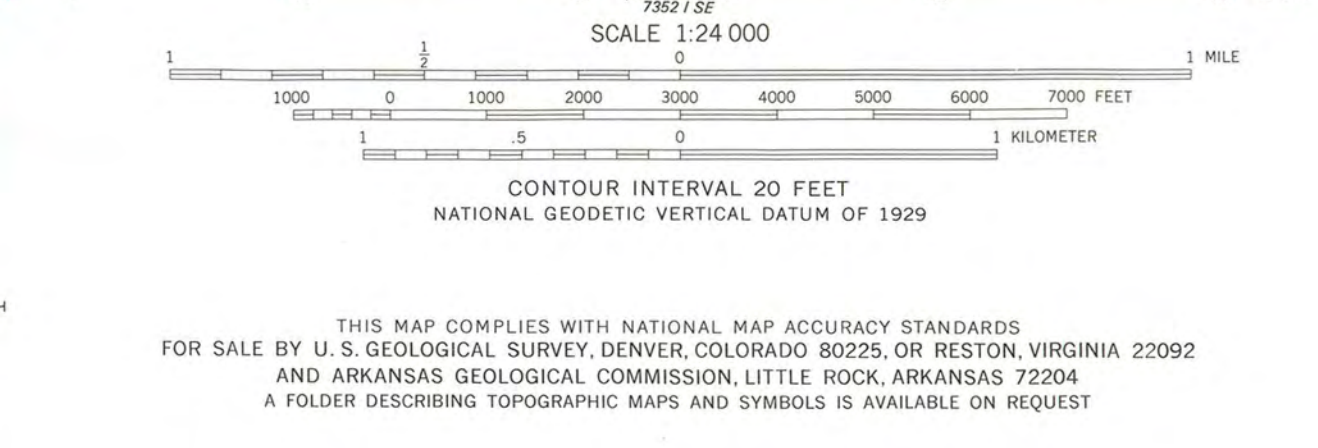 7352 I SE
SCALE 1:24 000
1 1/2 0 1 MILE
1000 0 1000 2000 3000 4000 5000 6000 7000 FEET
1 .5 0 1 KILOMETER
CONTOUR INTERVAL 20 FEET
NATIONAL GEODETIC VERTICAL DATUM OF 1929
H
THIS MAP COMPLIES WITH NATIONAL MAP ACCURACY STANDARDS
FOR SALE BY U. S. GEOLOGICAL SURVEY, DENVER, COLORADO 80225, OR RESTON, VIRGINIA 22092
AND ARKANSAS GEOLOGICAL COMMISSION, LITTLE ROCK, ARKANSAS 72204
A FOLDER DESCRIBING TOPOGRAPHIC MAPS AND SYMBOLS IS AVAILABLE ON REQUEST